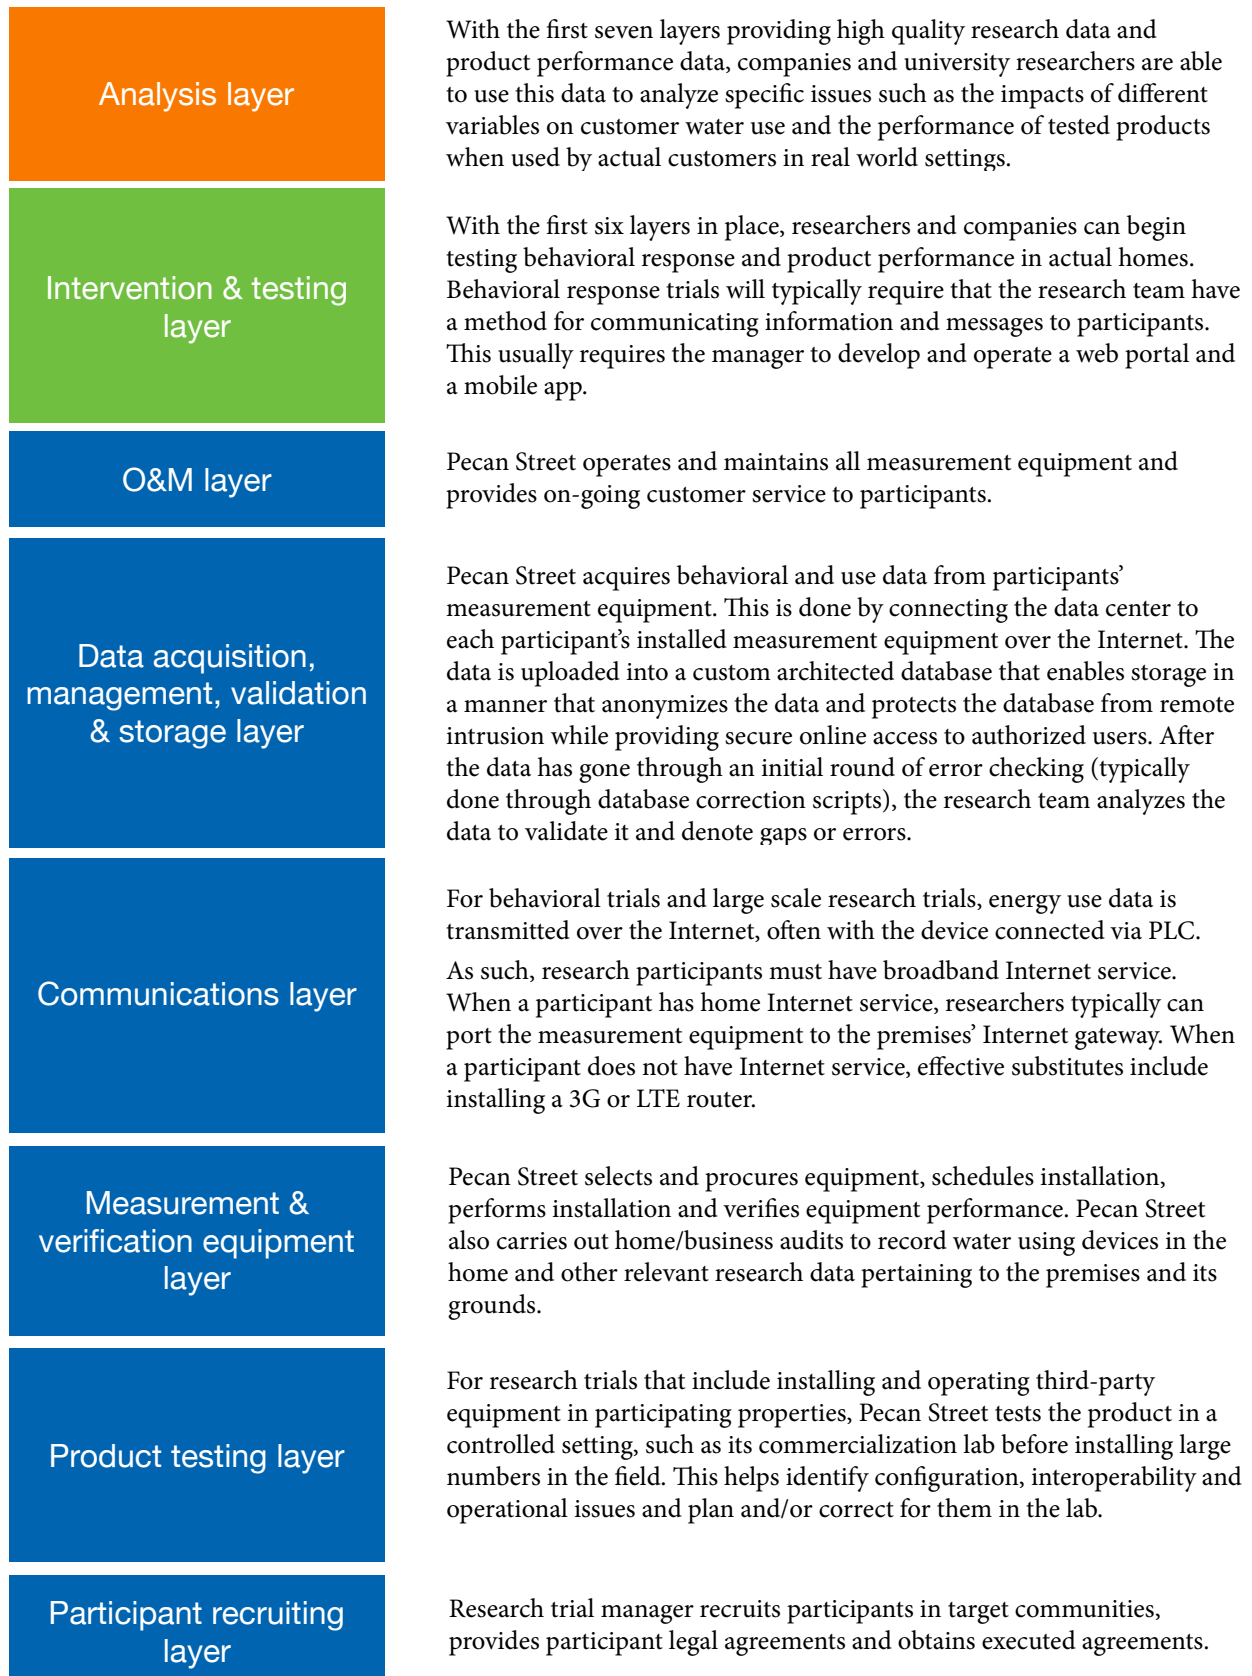 Analysis layer
With the first seven layers providing high quality research data and
product performance data, companies and university researchers are able
to use this data to analyze specific issues such as the impacts of different
variables on customer water use and the performance of tested products
when used by actual customers in real world settings.
Intervention & testing
layer
With the first six layers in place, researchers and companies can begin
testing behavioral response and product performance in actual homes.
Behavioral response trials will typically require that the research team have
a method for communicating information and messages to participants.
This usually requires the manager to develop and operate a web portal and
a mobile app.
O&M layer
Pecan Street operates and maintains all measurement equipment and
provides on-going customer service to participants.
Data acquisition,
management, validation
& storage layer
Pecan Street acquires behavioral and use data from participants’
measurement equipment. This is done by connecting the data center to
each participant’s installed measurement equipment over the Internet. The
data is uploaded into a custom architected database that enables storage in
a manner that anonymizes the data and protects the database from remote
intrusion while providing secure online access to authorized users. After
the data has gone through an initial round of error checking (typically
done through database correction scripts), the research team analyzes the
data to validate it and denote gaps or errors.
Communications layer
For behavioral trials and large scale research trials, energy use data is
transmitted over the Internet, often with the device connected via PLC.
As such, research participants must have broadband Internet service.
When a participant has home Internet service, researchers typically can
port the measurement equipment to the premises’ Internet gateway. When
a participant does not have Internet service, effective substitutes include
installing a 3G or LTE router.
Measurement &
verification equipment
layer
Pecan Street selects and procures equipment, schedules installation,
performs installation and verifies equipment performance. Pecan Street
also carries out home/business audits to record water using devices in the
home and other relevant research data pertaining to the premises and its
grounds.
Product testing layer
For research trials that include installing and operating third-party
equipment in participating properties, Pecan Street tests the product in a
controlled setting, such as its commercialization lab before installing large
numbers in the field. This helps identify configuration, interoperability and
operational issues and plan and/or correct for them in the lab.
Participant recruiting
layer
Research trial manager recruits participants in target communities,
provides participant legal agreements and obtains executed agreements.